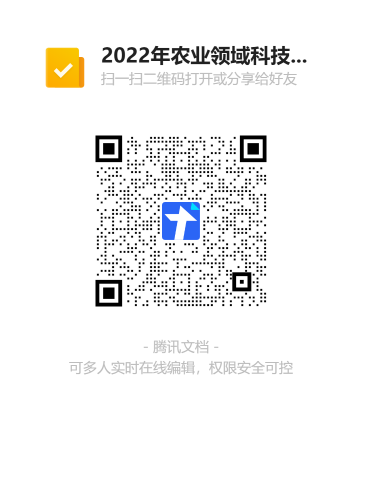 2022年农业领域科技...
扫一扫二维码打开或分享给好友
- 腾讯文档 -
可多人实时在线编辑，权限安全可控